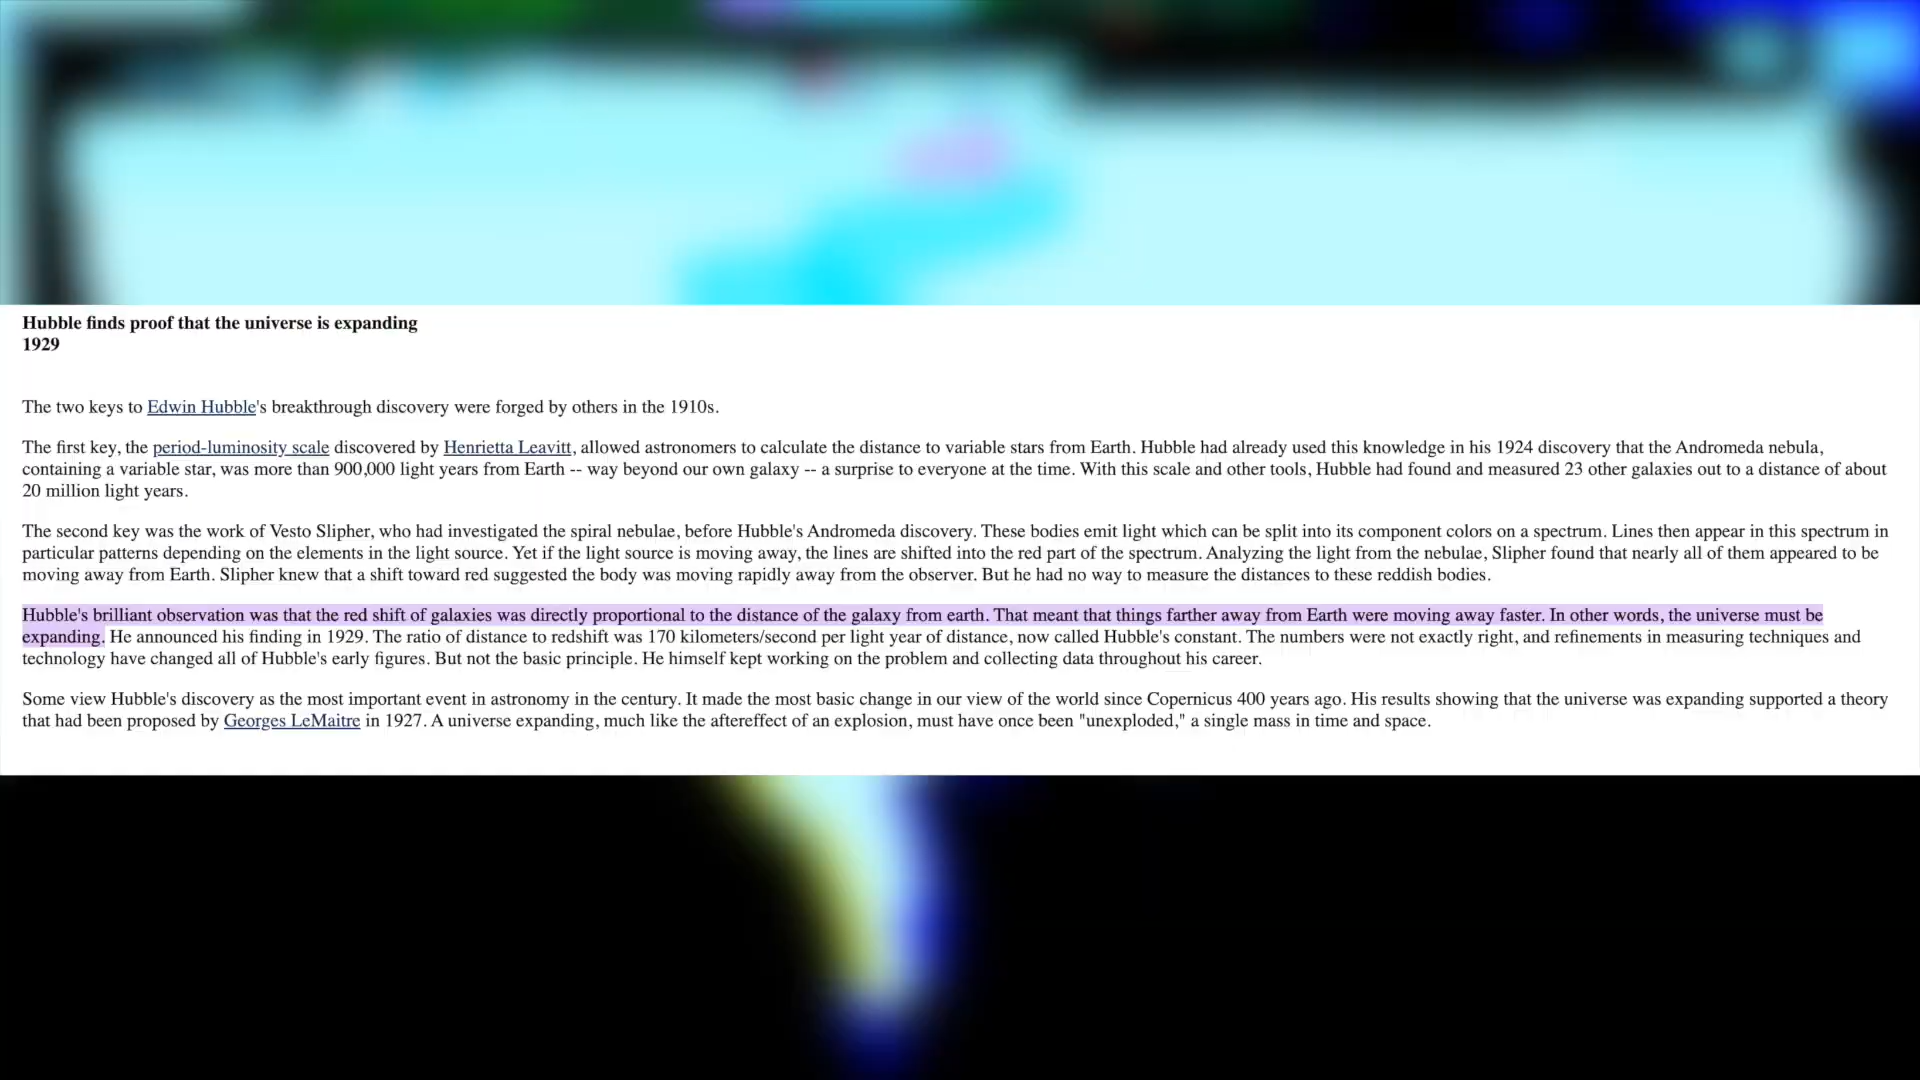 Hubble finds proof that the universe is expanding
1929
The two keys to Edwin Hubble's breakthrough discovery were forged by others in the 1910s.
The first key, the period-luminosity scale discovered by Henrietta Leavitt, allowed astronomers to calculate the distance to variable stars from Earth. Hubble had already used this knowledge in his 1924 discovery that the Andromeda nebula,
containing a variable star, was more than 900,000 light years from Earth -- way beyond our own galaxy -- a surprise to everyone at the time. With this scale and other tools, Hubble had found and measured 23 other galaxies out to a distance of about
20 million light years.
The second key was the work of Vesto Slipher, who had investigated the spiral nebulae, before Hubble's Andromeda discovery. These bodies emit light which can be split into its component colors on a spectrum. Lines then appear in this spectrum in
particular patterns depending on the elements in the light source. Yet if the light source is moving away, the lines are shifted into the red part of the spectrum. Analyzing the light from the nebulae, Slipher found that nearly all of them appeared to be
moving away from Earth. Slipher knew that a shift toward red suggested the body was moving rapidly away from the observer. But he had no way to measure the distances to these reddish bodies.
Hubble's brilliant observation was that the red shift of galaxies was directly proportional to the distance of the galaxy from earth. That meant that things farther away from Earth were moving away faster. In other words, the universe must be
expanding. He announced his finding in 1929. The ratio of distance to redshift was 170 kilometers/second per light year of distance, now called Hubble's constant. The numbers were not exactly right, and refinements in measuring techniques and
technology have changed all of Hubble's early figures. But not the basic principle. He himself kept working on the problem and collecting data throughout his career.
Some view Hubble's discovery as the most important event in astronomy in the century. It made the most basic change in our view of the world since Copernicus 400 years ago. His results showing that the universe was expanding supported a theory
that had been proposed by Georges LeMaitre in 1927. A universe expanding, much like the aftereffect of an explosion, must have once been "unexploded," a single mass in time and space.